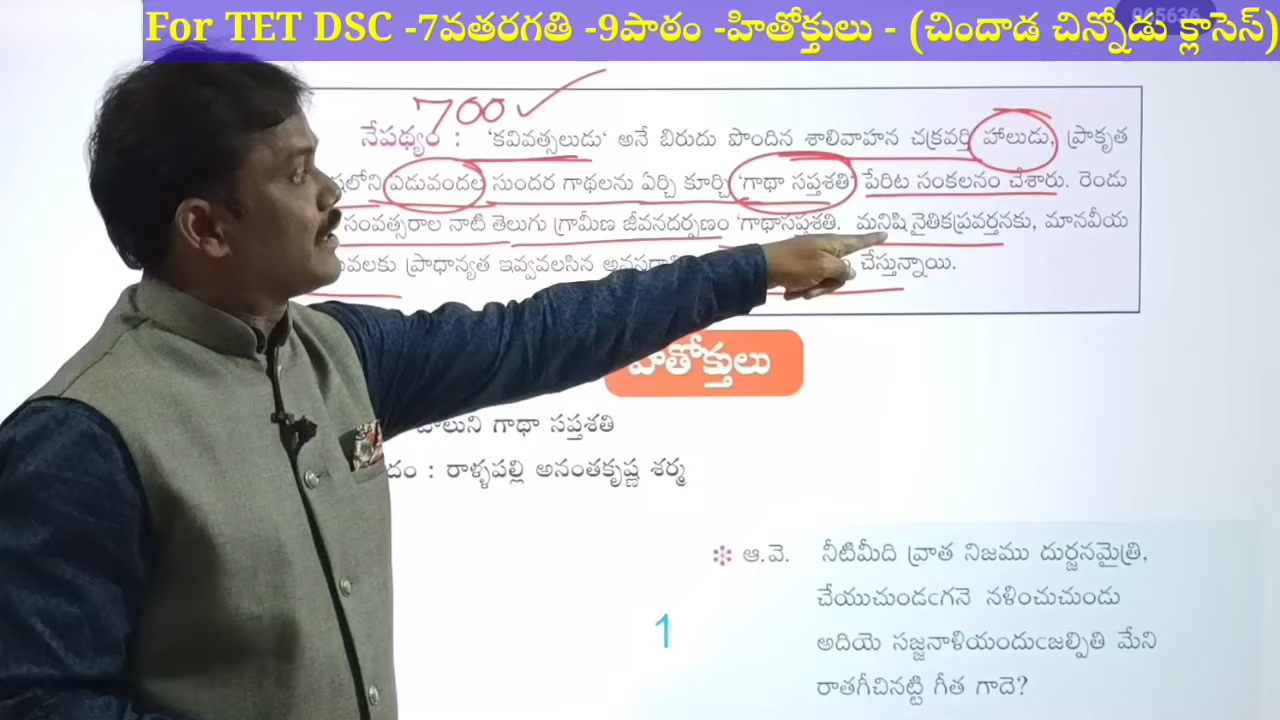 For TET DSC -7వతరగతి -9పాఠం -హితోక్తులు - (చిందాడ చిన్నోడు క్లాసెస్)
700
నేపథ్యం : 'కవివత్సలుడు' అనే బిరుదు పొందిన శాలివాహన చక్రవర్తి హాలుడు, ప్రాకృత
ఏడువందల సుందర గాథలను ఏర్చి కూర్చి 'గాథా సప్తశతి' పేరిట సంకలనం చేశారు. రెండు
సంవత్సరాల నాటి తెలుగు గ్రామీణ జీవనదర్పణం 'గాథాసప్తశతి. మనిషి నైతికప్రవర్తనకు, మానవీయ
ప్రాధాన్యత ఇవ్వవలసిన చేస్తున్నాయి.
హితోక్తులు
గాథా సప్తశతి
: రాళ్ళపల్లి అనంతకృష్ణ శర్మ
1
ఆ.వె. నీటిమీది వ్రాత నిజము దుర్జనమైత్రి,
చేయుచుండఁగనె నళించుచుండు
అదియె సజ్జనాళియందుఁజల్పితి మేని
రాతగీచినట్టి గీత గాదె?